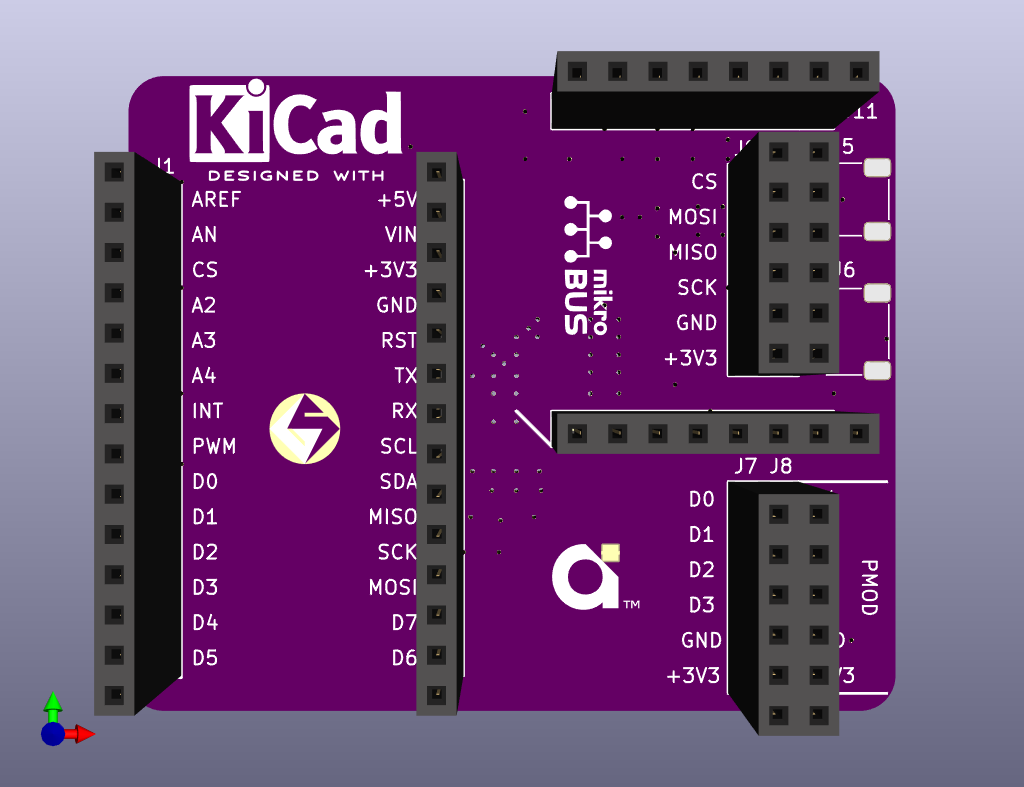 KiCad
DESIGNED WITH
J1
AREF
AN
CS
A2
A3
A4
INT
PWM
D0
D1
D2
D3
D4
D5
+5V
VIN
+3V3
GND
RST
TX
RX
SCL
SDA
MISO
SCK
MOSI
D7
D6
mikro
BUS
CS
MOSI
MISO
SCK
GND
+3V3
J7 J8
D0
D1
D2
D3
GND
+3V3
PMOD
TM